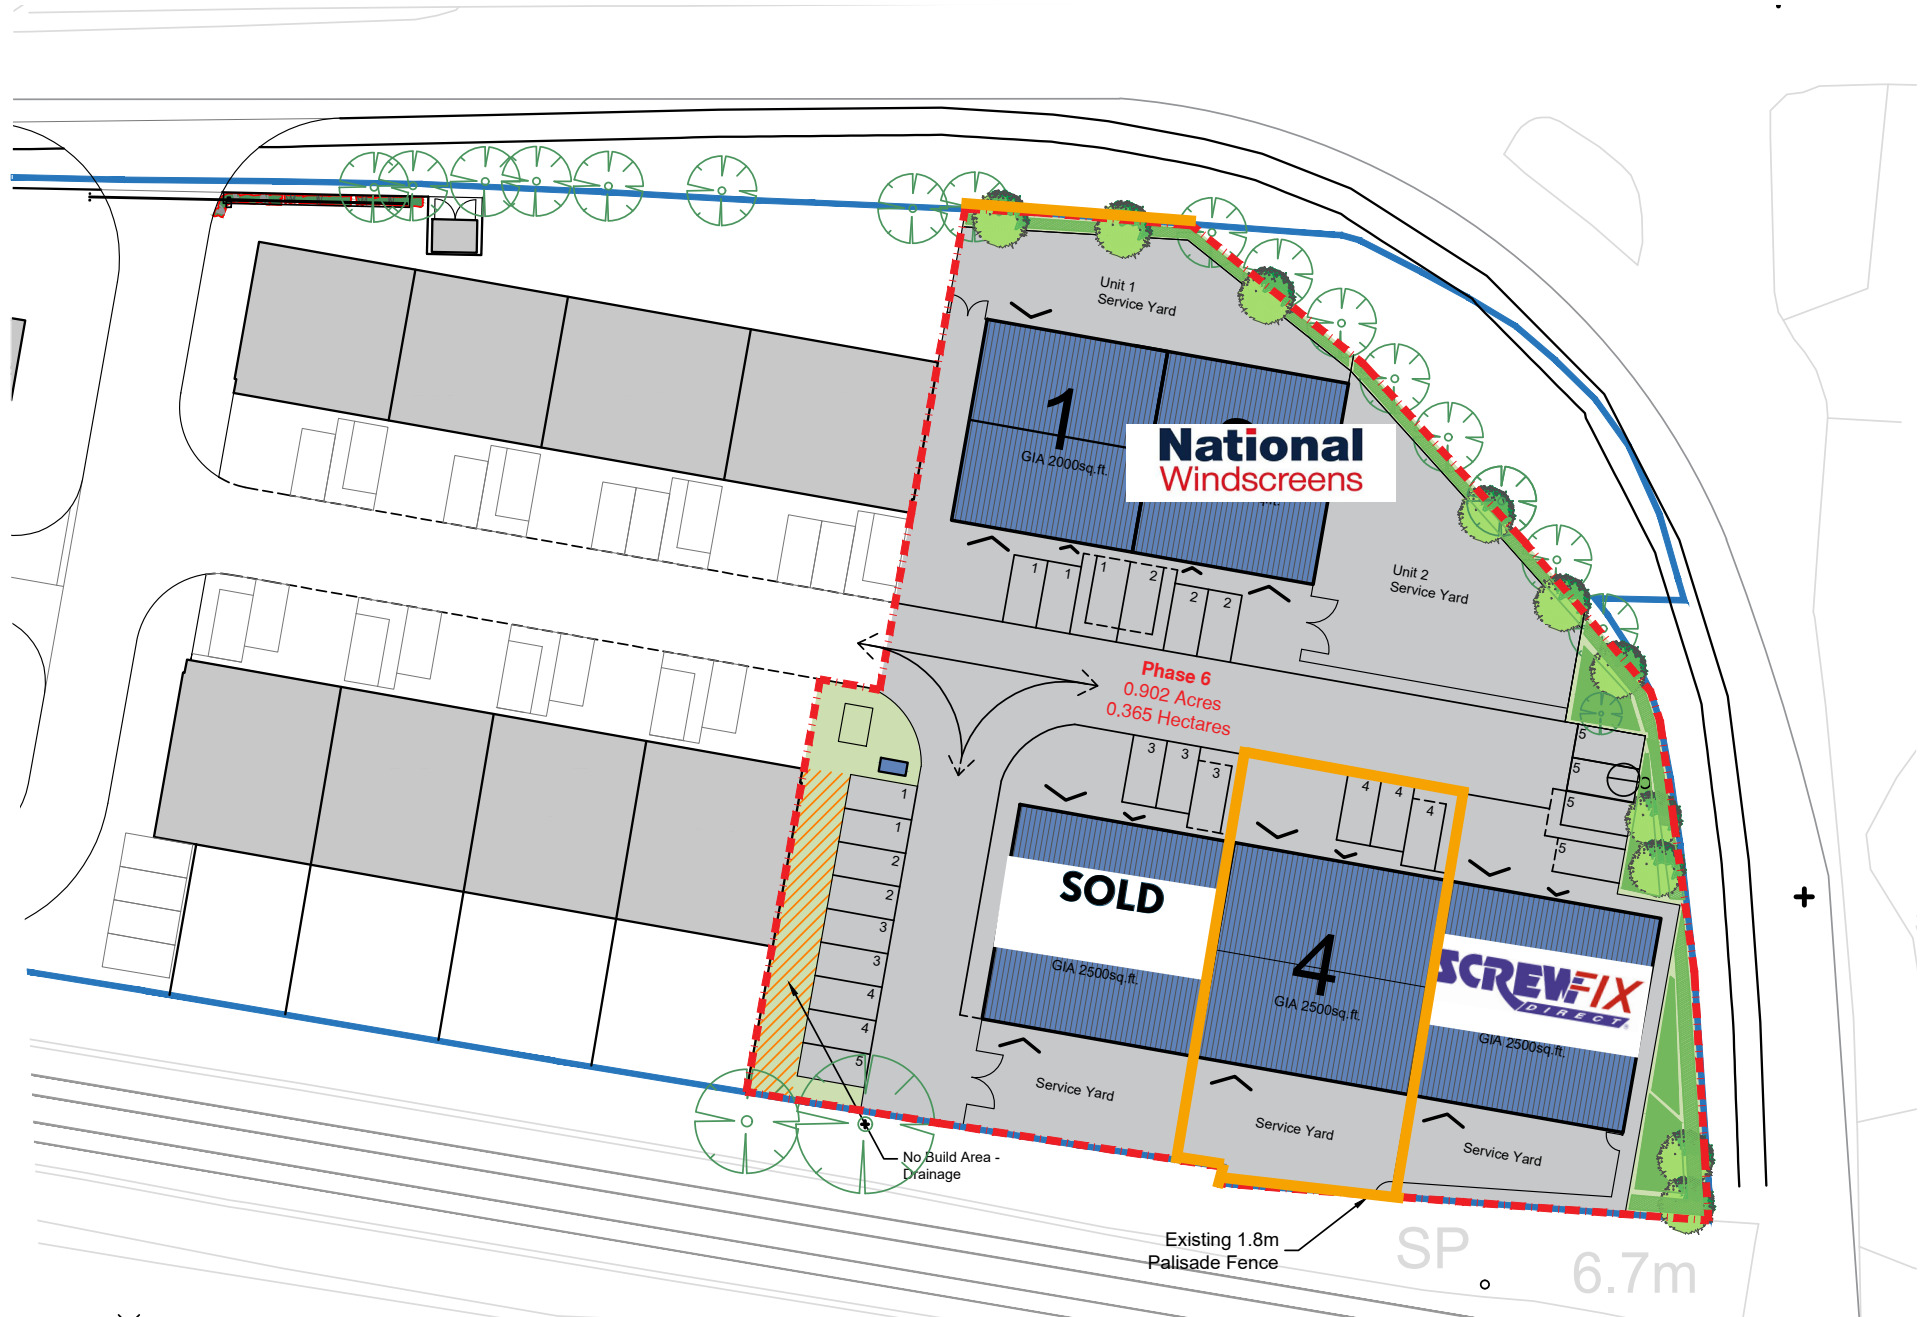 Unit 1
Service Yard
1
GIA 2000sq.ft.
National
Windscreens
Unit 2
Service Yard
1
1
1
2
2
2
Phase 6
0.902 Acres
0.365 Hectares
3
3
3
4
4
4
5
5
5
5
1
1
2
2
3
3
4
4
5
SOLD
GIA 2500sq.ft.
4
GIA 2500sq.ft.
SCREWFIX
DIRECT
GIA 2500sq.ft.
Service Yard
Service Yard
Service Yard
No Build Area -
Drainage
Existing 1.8m
Palisade Fence
SP
6.7m